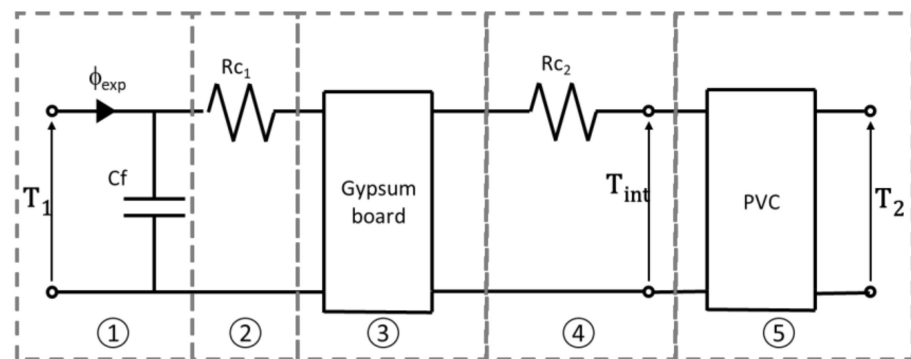 ϕexp
Rc₁
Rc₂
Cf
T₁
Gypsum
board
Tint
PVC
T₂
①
②
③
④
⑤